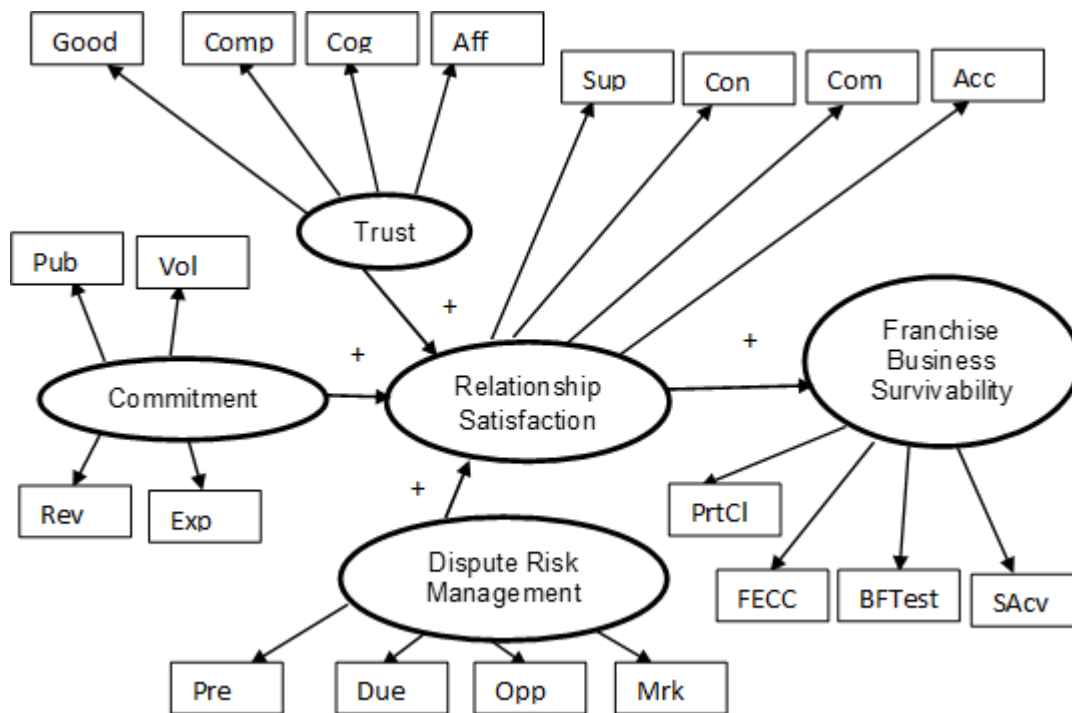 Good
Comp
Cog
Aff
Sup
Con
Com
Acc
Trust
Pub
Vol
+
+
+
Franchise
Business
Survivability
Commitment
Relationship
Satisfaction
+
Rev
Exp
PrtCl
Dispute Risk
Management
FECC
BFTest
SAcv
Pre
Due
Opp
Mrk